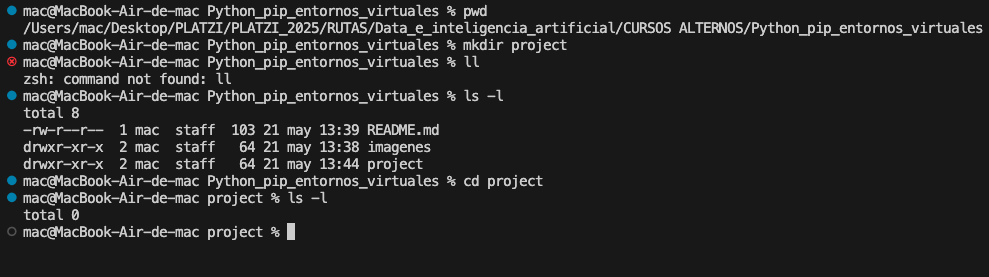 mac@MacBook-Air-de-mac Python_pip_entornos_virtuales % pwd
/Users/mac/Desktop/PLATZI/PLATZI_2025/RUTAS/Data_e_inteligencia_artificial/CURSOS ALTERNOS/Python_pip_entornos_virtuales
mac@MacBook-Air-de-mac Python_pip_entornos_virtuales % mkdir project
mac@MacBook-Air-de-mac Python_pip_entornos_virtuales % ll
zsh: command not found: ll
mac@MacBook-Air-de-mac Python_pip_entornos_virtuales % ls -l
total 8
-rw-r--r--  1 mac  staff  103 21 may 13:39 README.md
drwxr-xr-x  2 mac  staff   64 21 may 13:38 imagenes
drwxr-xr-x  2 mac  staff   64 21 may 13:44 project
mac@MacBook-Air-de-mac Python_pip_entornos_virtuales % cd project
mac@MacBook-Air-de-mac project % ls -l
total 0
mac@MacBook-Air-de-mac project %